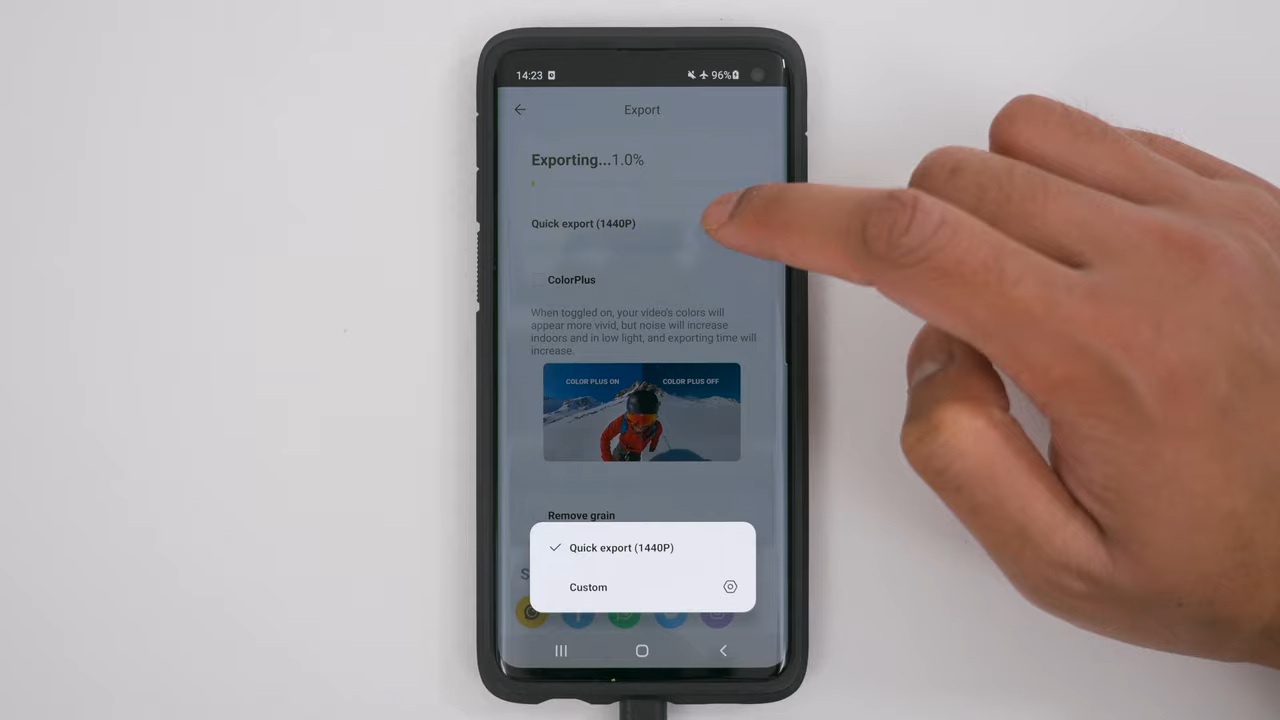 14:23 96%
Export
Exporting...1.0%
Quick export (1440P)
ColorPlus
When toggled on, your video's colors will
appear more vivid, but noise will increase
indoors and in low light, and exporting time will
increase.
COLOR PLUS ON COLOR PLUS OFF
Remove grain
Quick export (1440P)
Custom
S